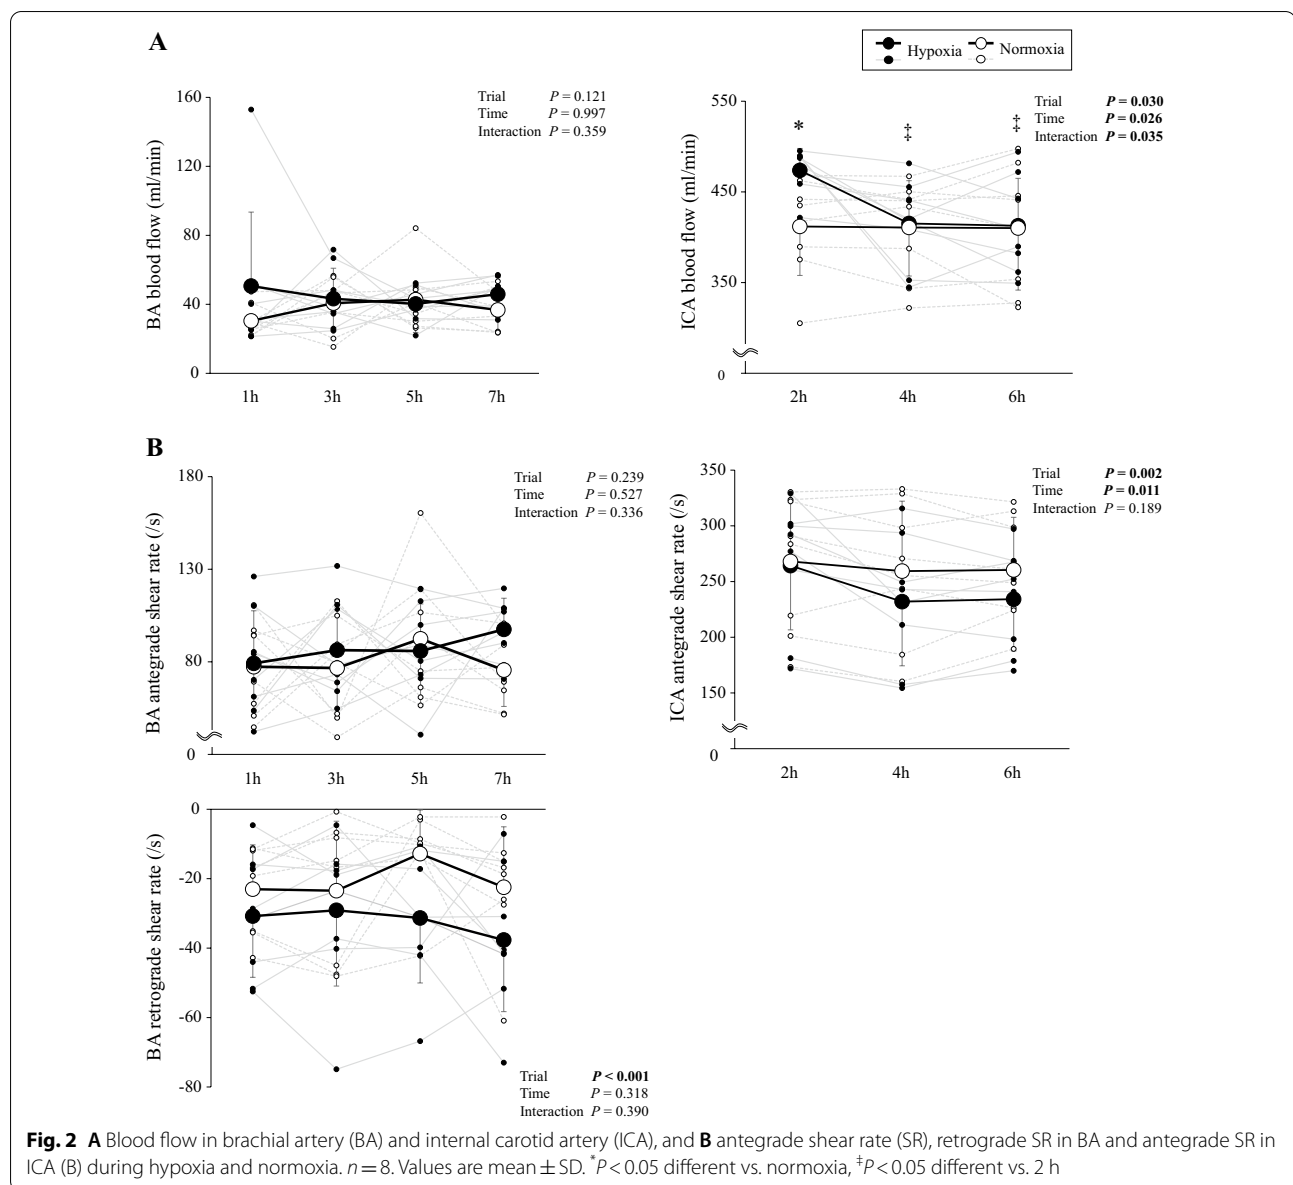 A
Hypoxia Normoxia
Trial P = 0.121
Time P = 0.997
Interaction P = 0.359
BA blood flow (ml/min)
160
120
80
40
0
1h 3h 5h 7h
Trial P = 0.030
Time P = 0.026
Interaction P = 0.035
ICA blood flow (ml/min)
550
450
350
0
* ‡ ‡
2h 4h 6h
B
Trial P = 0.239
Time P = 0.527
Interaction P = 0.336
BA antegrade shear rate (/s)
180
130
80
0
1h 3h 5h 7h
Trial P = 0.002
Time P = 0.011
Interaction P = 0.189
ICA antegrade shear rate (/s)
350
300
250
200
150
0
2h 4h 6h
BA retrograde shear rate (/s)
0
-20
-40
-60
-80
Trial P < 0.001
Time P = 0.318
Interaction P = 0.390
Fig. 2 A Blood flow in brachial artery (BA) and internal carotid artery (ICA), and B antegrade shear rate (SR), retrograde SR in BA and antegrade SR in
ICA (B) during hypoxia and normoxia. n = 8. Values are mean ± SD. *P < 0.05 different vs. normoxia, ‡P < 0.05 different vs. 2 h